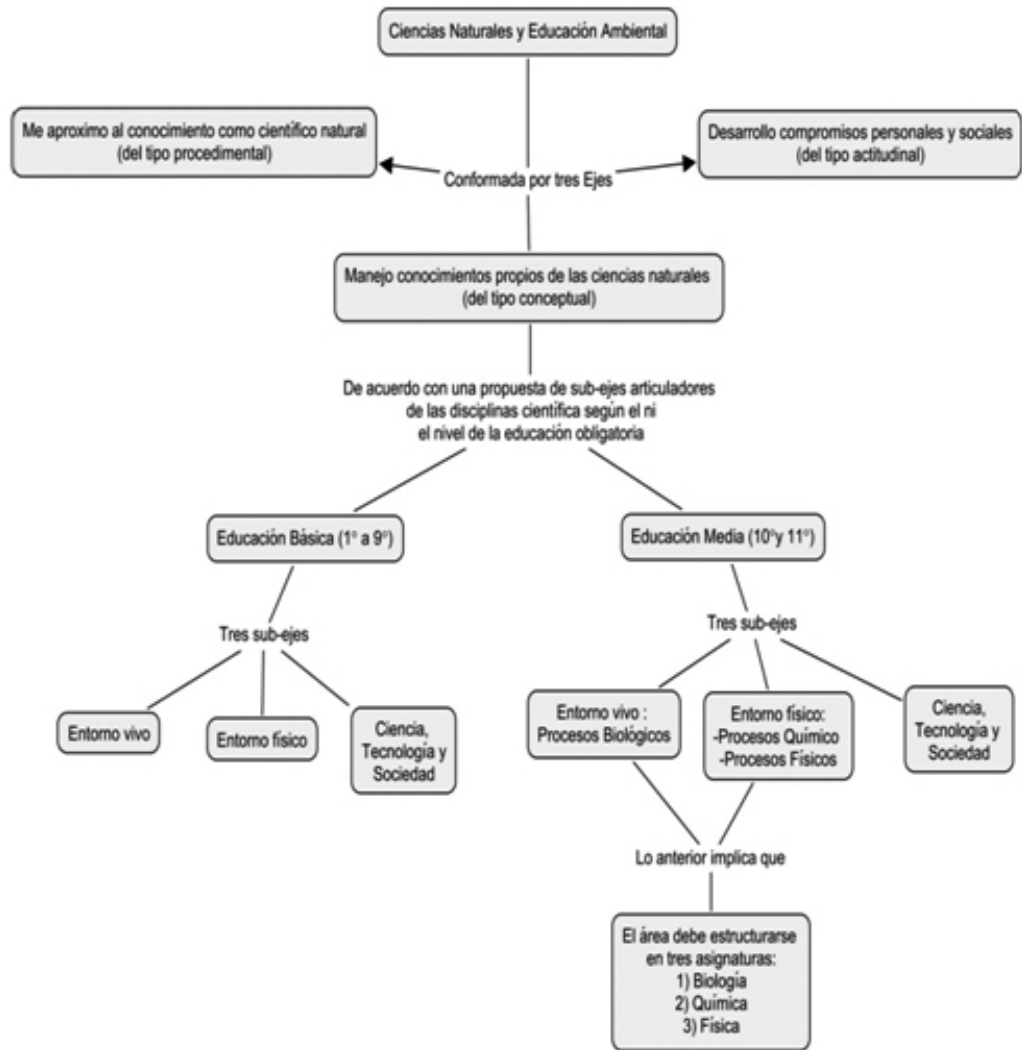 Ciencias Naturales y Educación Ambiental
Me aproximo al conocimiento como científico natural
(del tipo procedimental)
Desarrollo compromisos personales y sociales
(del tipo actitudinal)
Conformada por tres Ejes
Manejo conocimientos propios de las ciencias naturales
(del tipo conceptual)
De acuerdo con una propuesta de sub-ejes articuladores
de las disciplinas científica según el ni
el nivel de la educación obligatoria
Educación Básica (1° a 9°)
Educación Media (10°y 11°)
Tres sub-ejes
Tres sub-ejes
Entorno vivo
Entorno físico
Ciencia,
Tecnología y
Sociedad
Entorno vivo :
Procesos Biológicos
Entorno físico:
-Procesos Químico
-Procesos Físicos
Ciencia,
Tecnología y
Sociedad
Lo anterior implica que
El área debe estructurarse
en tres asignaturas:
1) Biología
2) Química
3) Física